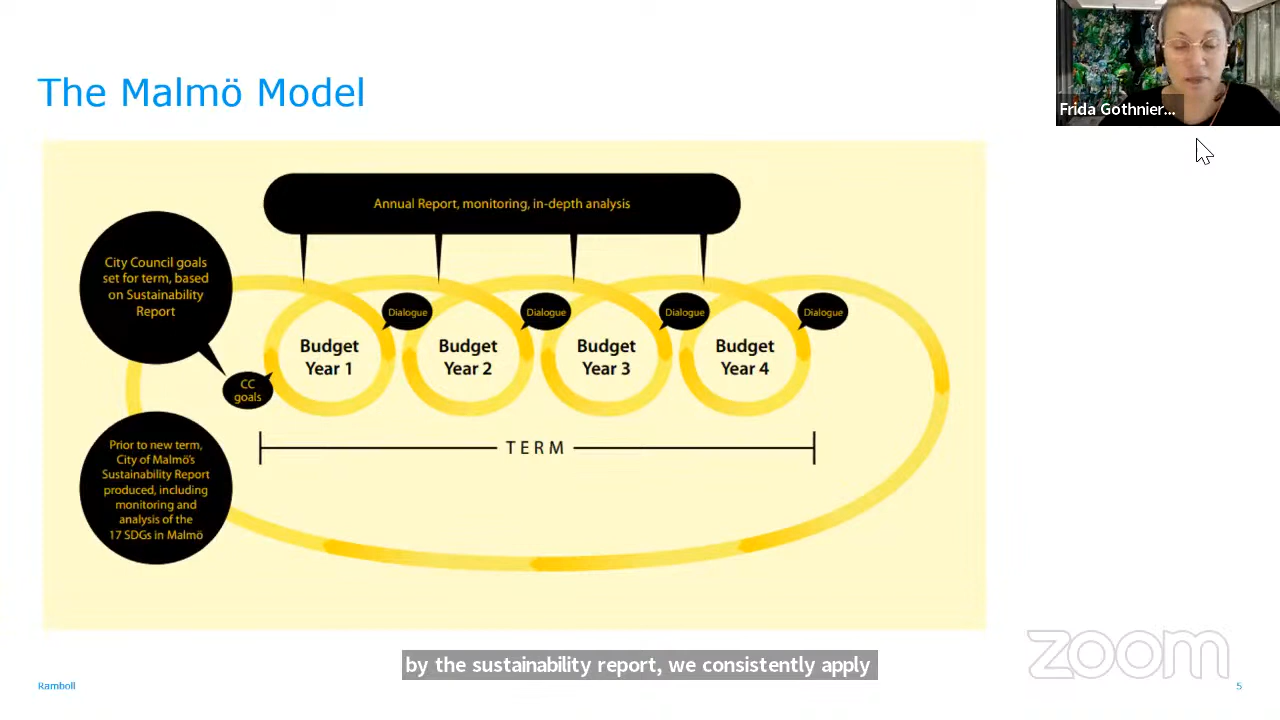 The Malmö Model
Frida Gothnier...
Annual Report, monitoring, in-depth analysis
City Council goals
set for term, based
on Sustainability
Report
Dialogue
Dialogue
Dialogue
Dialogue
Budget
Year 1
Budget
Year 2
Budget
Year 3
Budget
Year 4
CC
goals
TERM
Prior to new term,
City of Malmö's
Sustainability Report
produced, including
monitoring and
analysis of the
17 SDGs in Malmö
by the sustainability report, we consistently apply
zoom
Ramboll
5